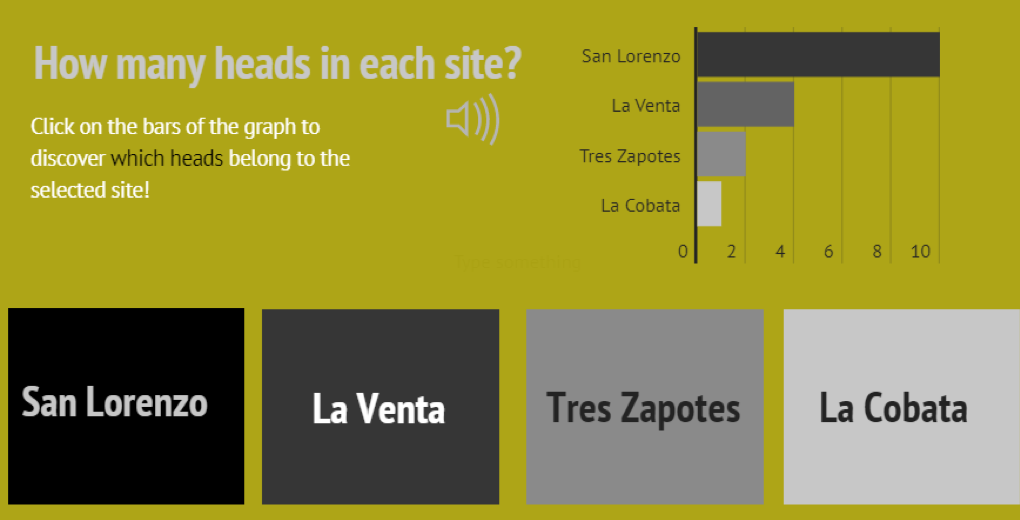 How many heads in each site?
Click on the bars of the graph to
discover which heads belong to the
selected site!
San Lorenzo
La Venta
Tres Zapotes
La Cobata
0 2 4 6 8 10
Type something
San Lorenzo
La Venta
Tres Zapotes
La Cobata